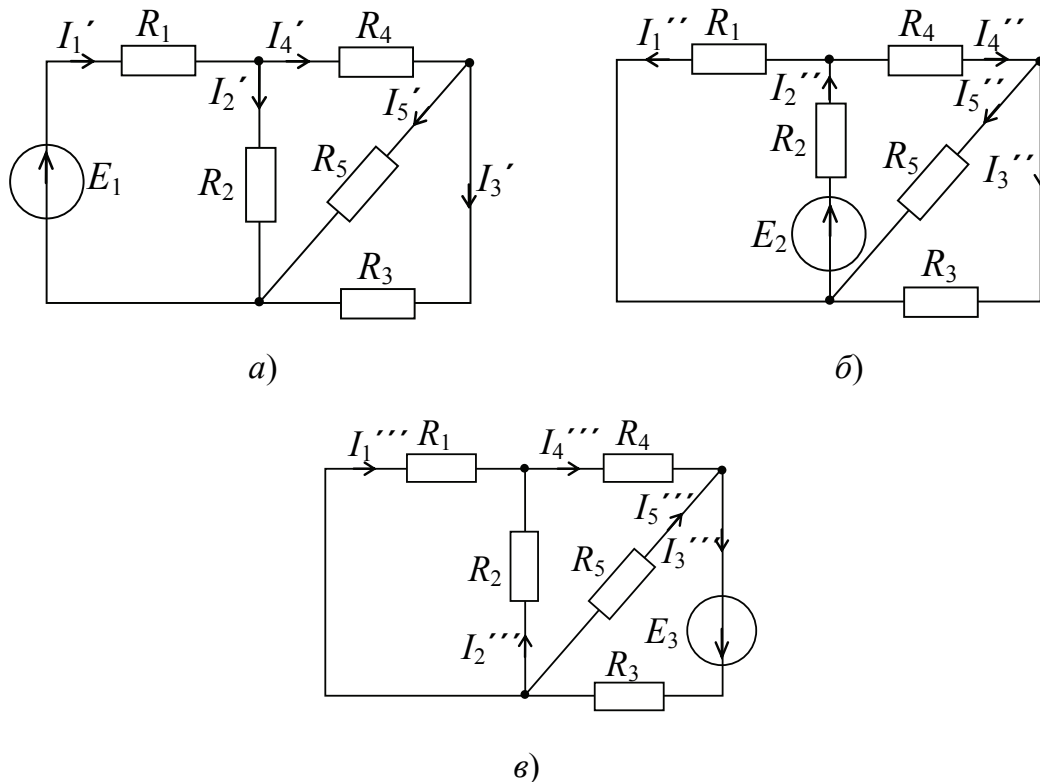 I₁′ R₁ I₄′ R₄
I₂′ I₅′
E₁ R₂ R₅ I₃′
R₃
а)
I₁′′ R₁ R₄ I₄′′
I₂′′ I₅′′
R₂ R₅ I₃′′
E₂ R₃
б)
I₁′′′ R₁ I₄′′′ R₄
I₅′′′
R₂ R₅ I₃′′′
I₂′′′ E₃
R₃
в)